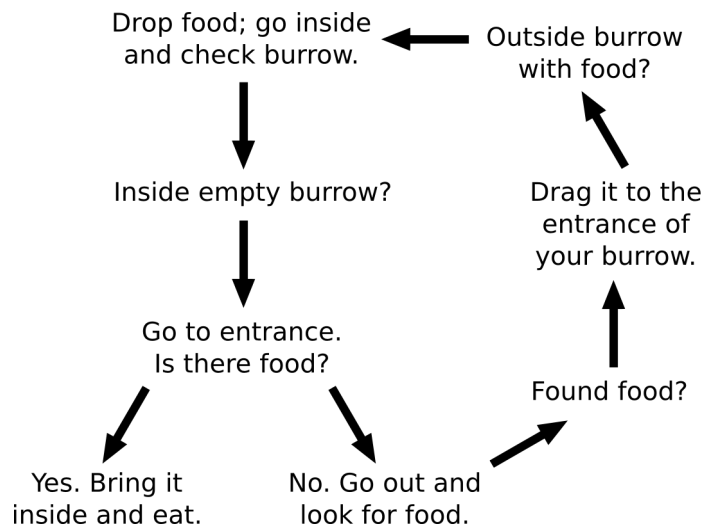 Drop food; go inside
and check burrow.
Outside burrow
with food?
Inside empty burrow?
Drag it to the
entrance of
your burrow.
Go to entrance.
Is there food?
Found food?
Yes. Bring it
inside and eat.
No. Go out and
look for food.